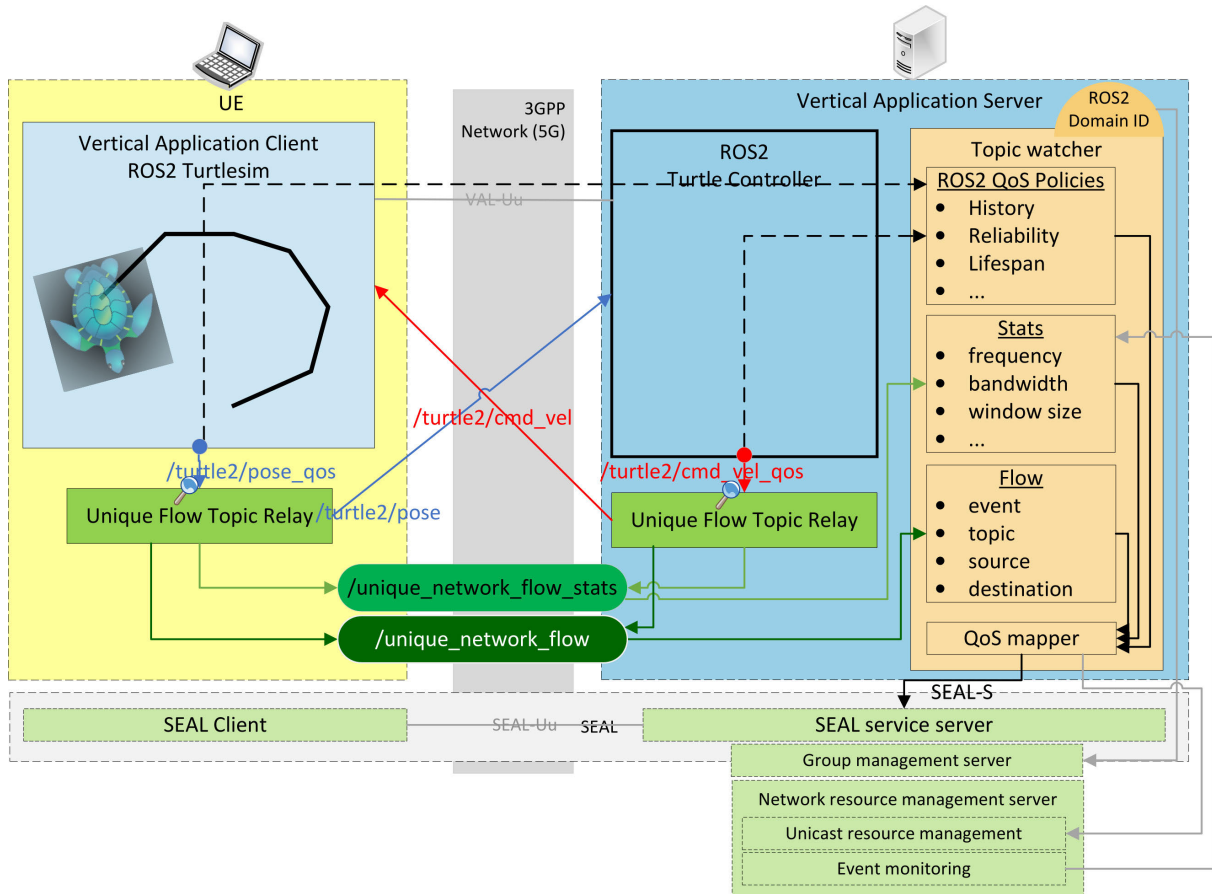 UE
Vertical Application Client
ROS2 Turtlesim
/turtle2/pose_qos
Unique Flow Topic Relay
/turtle2/pose
3GPP
Network (5G)
VAL-Uu
/turtle2/cmd_vel
Vertical Application Server
ROS2
Domain ID
ROS2
Turtle Controller
/turtle2/cmd_vel_qos
Unique Flow Topic Relay
Topic watcher
ROS2 QoS Policies
• History
• Reliability
• Lifespan
• ...
Stats
• frequency
• bandwidth
• window size
• ...
Flow
• event
• topic
• source
• destination
QoS mapper
/unique_network_flow_stats
/unique_network_flow
SEAL-S
SEAL Client
SEAL-Uu
SEAL
SEAL service server
Group management server
Network resource management server
Unicast resource management
Event monitoring